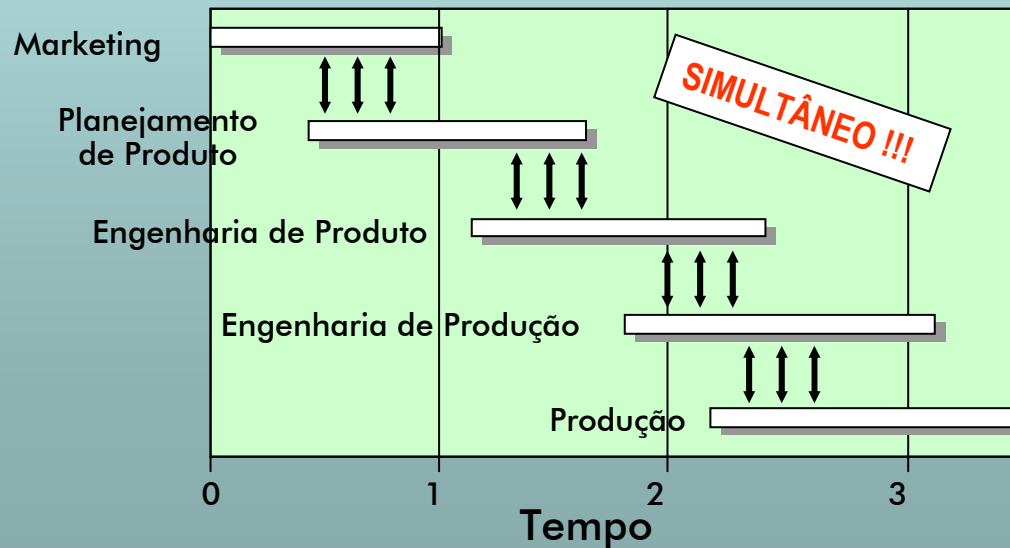 Marketing
SIMULTÂNEO !!!
Planejamento
de Produto
Engenharia de Produto
Engenharia de Produção
Produção
0 1 2 3
Tempo